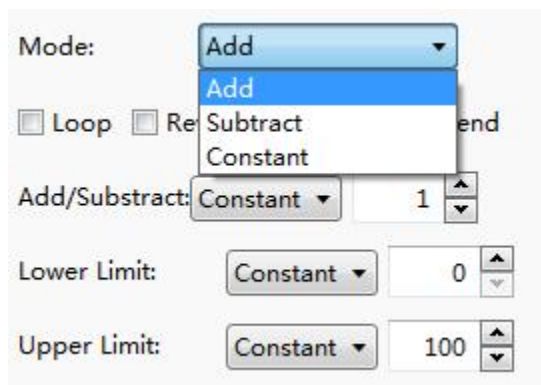 Mode: Add
Add
Loop Re Subtract end
Constant
Add/Substract: Constant 1
Lower Limit: Constant 0
Upper Limit: Constant 100